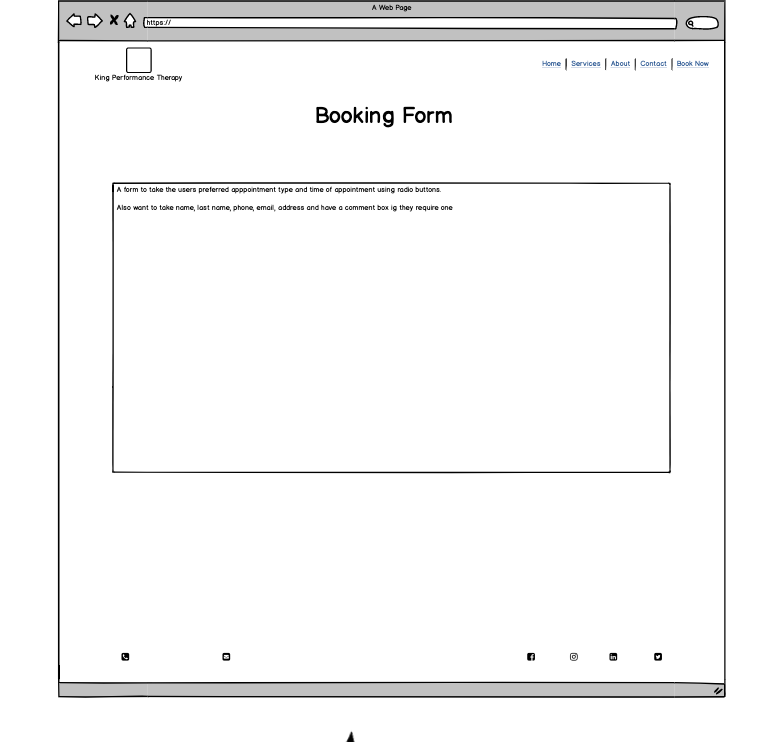 A Web Page
https://
King Performance Therapy
Home | Services | About | Contact | Book Now
Booking Form
A form to take the users preferred apppointment type and time of appointment using radio buttons.
Also want to take name, last name, phone, email, address and have a comment box ig they require one